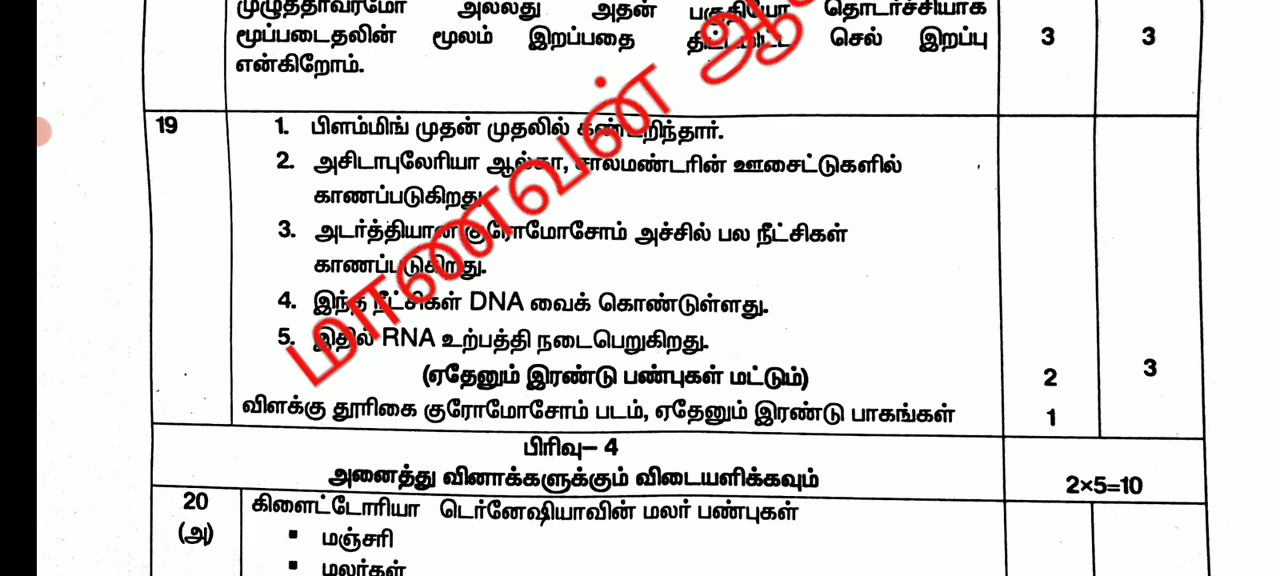 முழுத்தாவரமோ அல்லது அதன் பகுதியோ தொடர்ச்சியாக
மூப்படைதலின் மூலம் இறப்பதை திட்டமிட்ட செல் இறப்பு 3 3
என்கிறோம்.
19 1. பிளம்மிங் முதன் முதலில் கண்டறிந்தார்.
2. அசிடாபுலேரியா ஆல்கா, சாலமண்டரின் ஊசைட்டுகளில்
காணப்படுகிறது.
3. அடர்த்தியான குரோமோசோம் அச்சில் பல நீட்சிகள்
காணப்படுகிறது.
4. இந்த நீட்சிகள் DNA வைக் கொண்டுள்ளது.
5. இதில் RNA உற்பத்தி நடைபெறுகிறது.
(ஏதேனும் இரண்டு பண்புகள் மட்டும்) 2 3
விளக்கு தூரிகை குரோமோசோம் படம், ஏதேனும் இரண்டு பாகங்கள் 1
மாணவன்
பிரிவு– 4
அனைத்து வினாக்களுக்கும் விடையளிக்கவும் 2×5=10
20 கிளைட்டோரியா டெர்னேஷியாவின் மலர் பண்புகள்
(அ) ▪ மஞ்சரி
▪ மலர்கள்